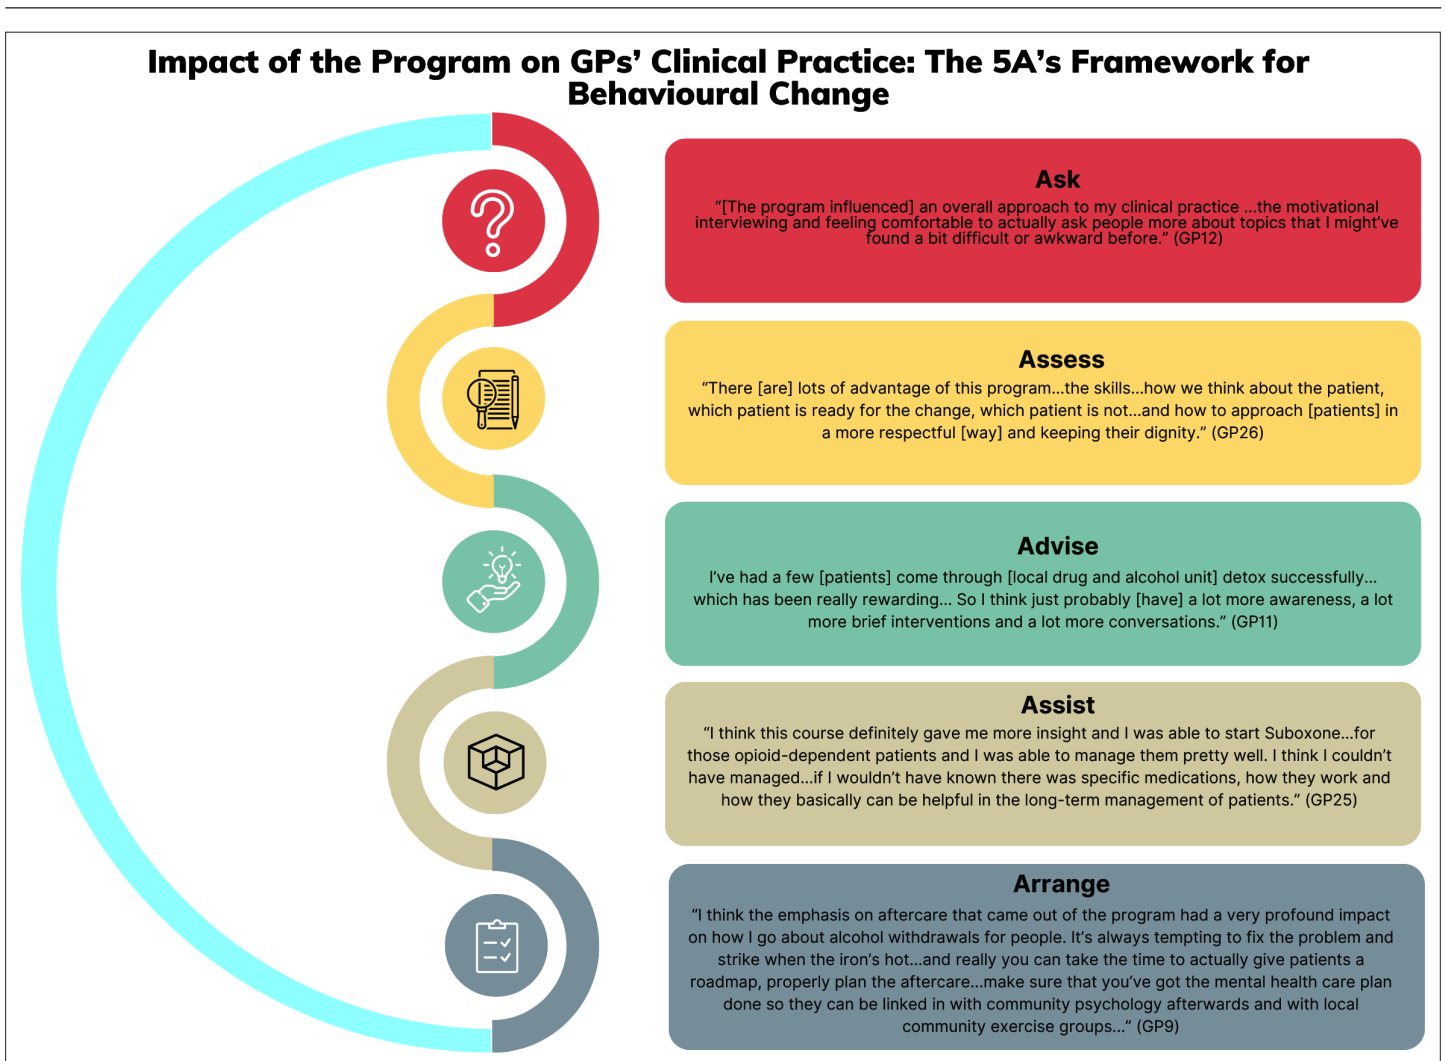 Impact of the Program on GPs’ Clinical Practice: The 5A’s Framework for
Behavioural Change
Ask
“[The program influenced] an overall approach to my clinical practice ...the motivational
interviewing and feeling comfortable to actually ask people more about topics that I might’ve
found a bit difficult or awkward before.” (GP12)
Assess
“There [are] lots of advantage of this program...the skills...how we think about the patient,
which patient is ready for the change, which patient is not...and how to approach [patients] in
a more respectful [way] and keeping their dignity.” (GP26)
Advise
I’ve had a few [patients] come through [local drug and alcohol unit] detox successfully...
which has been really rewarding... So I think just probably [have] a lot more awareness, a lot
more brief interventions and a lot more conversations.” (GP11)
Assist
“I think this course definitely gave me more insight and I was able to start Suboxone...for
those opioid-dependent patients and I was able to manage them pretty well. I think I couldn’t
have managed...if I wouldn’t have known there was specific medications, how they work and
how they basically can be helpful in the long-term management of patients.” (GP25)
Arrange
“I think the emphasis on aftercare that came out of the program had a very profound impact
on how I go about alcohol withdrawals for people. It’s always tempting to fix the problem and
strike when the iron’s hot...and really you can take the time to actually give patients a
roadmap, properly plan the aftercare...make sure that you’ve got the mental health care plan
done so they can be linked in with community psychology afterwards and with local
community exercise groups...” (GP9)